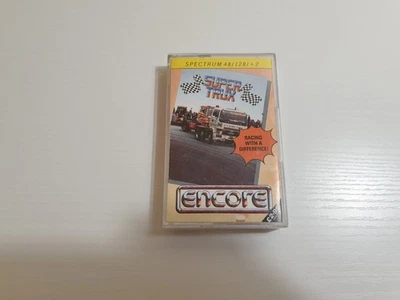 SPECTRUM 48/128/+2
SUPER
TRUX
RACING
WITH A
DIFFERENCE!
ENCORE